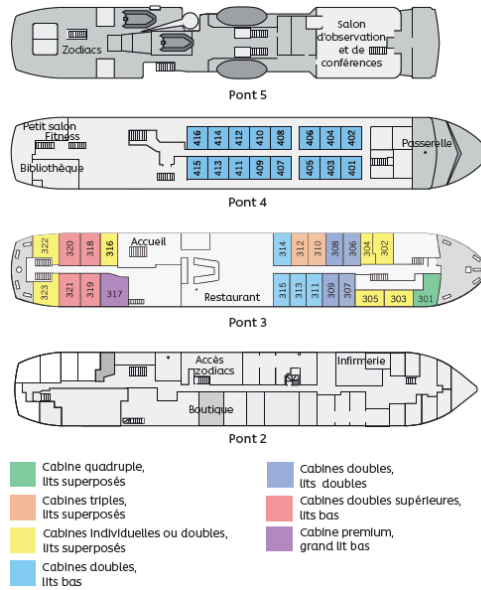 Zodiacs
Salon
d'observation
et de
conférences
Pont 5
Petit salon
Fitness
Bibliothèque
416 414 412 410 408 406 404 402
415 413 411 409 407 405 403 401
Passerelle
Pont 4
322 320 318 316
Accueil
314 312 310 308 306 304 302
323 321 319 317
Restaurant
315 313 311 309 307 305 303 301
Pont 3
Accès
zodiacs
Infirmerie
Boutique
Pont 2
Cabine quadruple,
lits superposés
Cabines triples,
lits superposés
Cabines individuelles ou doubles,
lits superposés
Cabines doubles,
lits bas
Cabines doubles,
lits doubles
Cabines doubles supérieures,
lits bas
Cabine premium,
grand lit bas